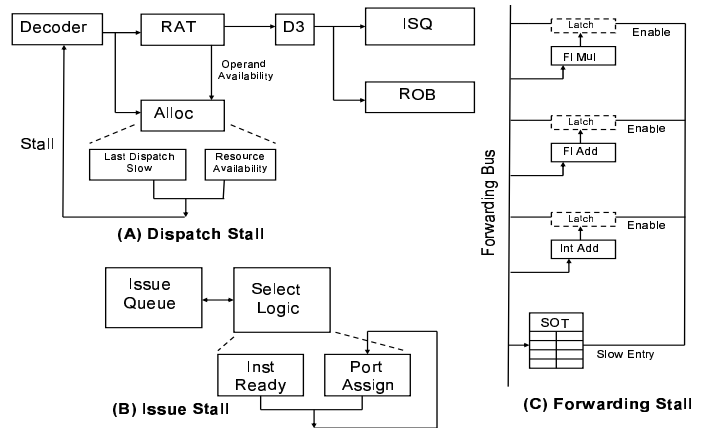 Decoder
RAT
D3
ISQ
Operand
Availability
ROB
Alloc
Stall
Last Dispatch
Slow
Resource
Availability
(A) Dispatch Stall
Issue
Queue
Select
Logic
Inst
Ready
Port
Assign
(B) Issue Stall
Forwarding Bus
Latch
Enable
Fl Mul
Latch
Enable
Fl Add
Latch
Enable
Int Add
SOT
Slow Entry
(C) Forwarding Stall